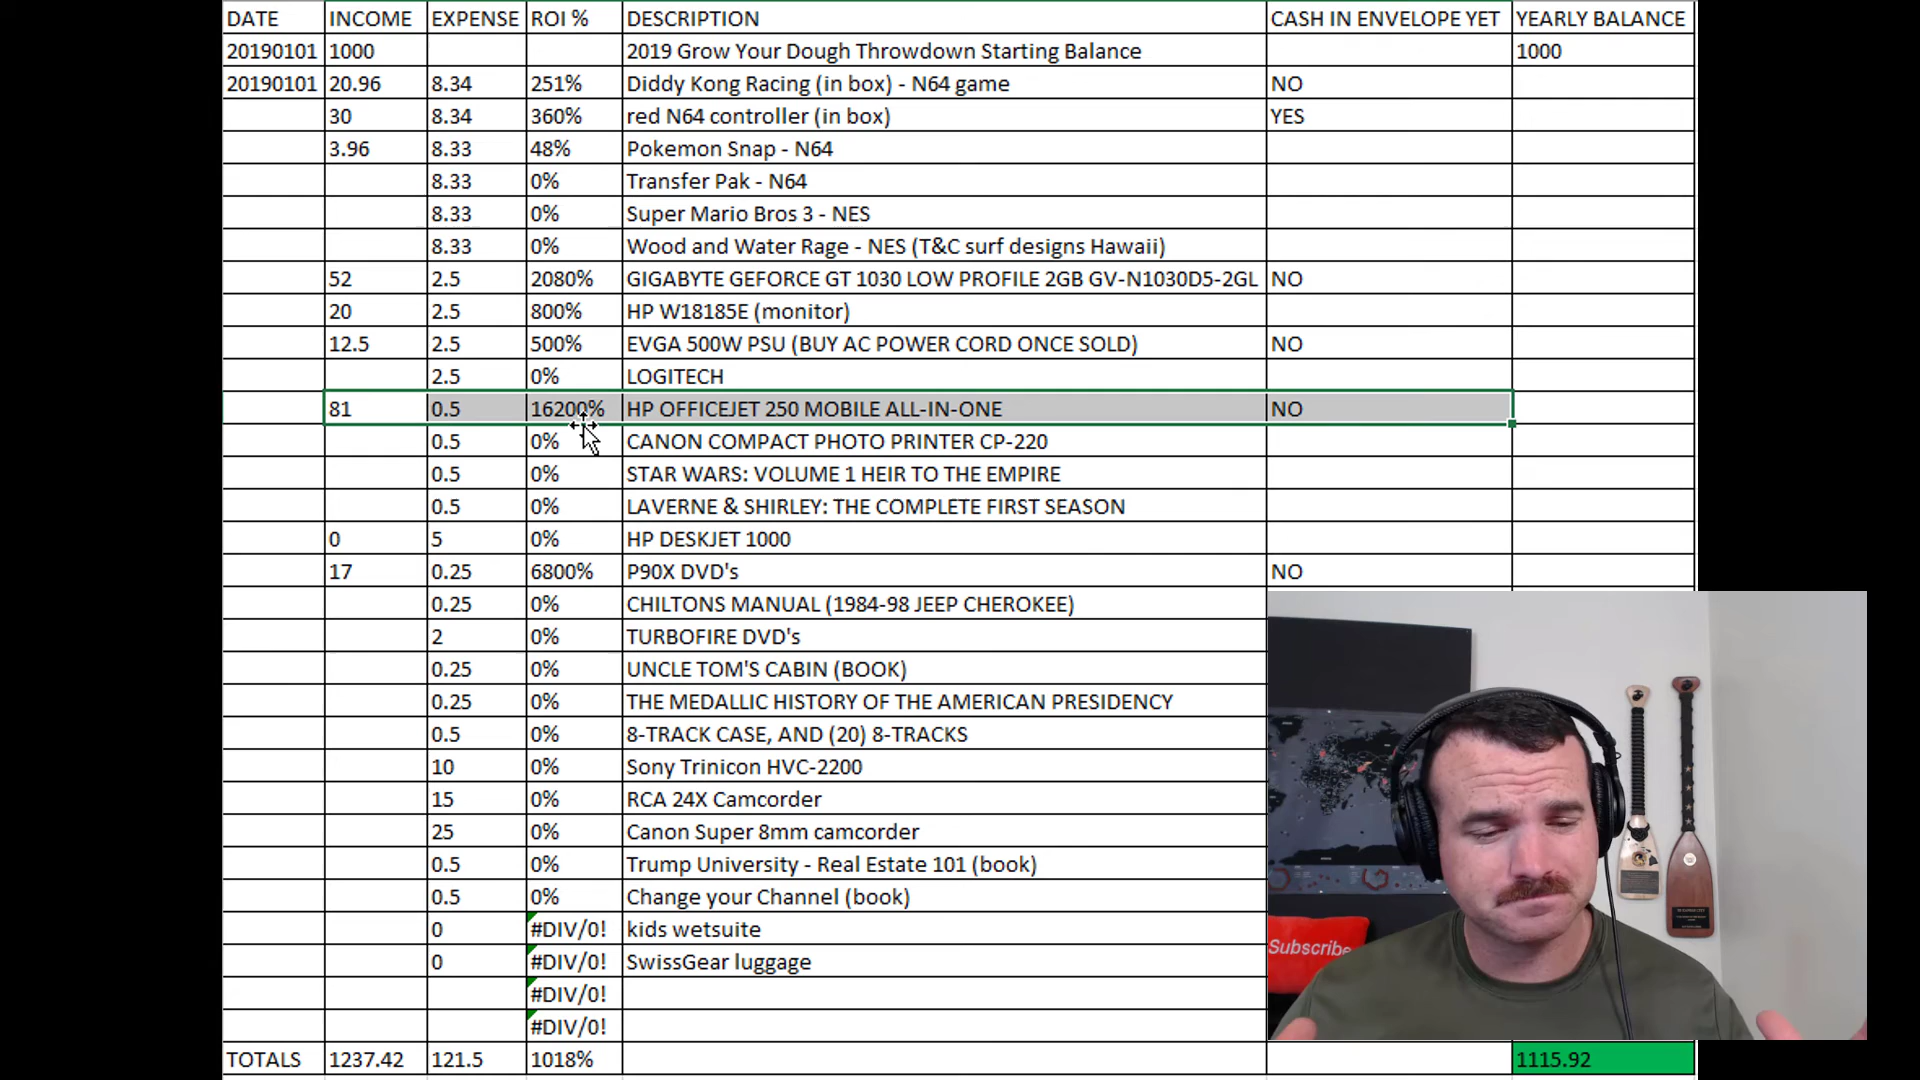 DATE INCOME EXPENSE ROI % DESCRIPTION CASH IN ENVELOPE YET YEARLY BALANCE
20190101 1000 2019 Grow Your Dough Throwdown Starting Balance 1000
20190101 20.96 8.34 251% Diddy Kong Racing (in box) - N64 game NO
30 8.34 360% red N64 controller (in box) YES
3.96 8.33 48% Pokemon Snap - N64
8.33 0% Transfer Pak - N64
8.33 0% Super Mario Bros 3 - NES
8.33 0% Wood and Water Rage - NES (T&C surf designs Hawaii)
52 2.5 2080% GIGABYTE GEFORCE GT 1030 LOW PROFILE 2GB GV-N1030D5-2GL NO
20 2.5 800% HP W18185E (monitor)
12.5 2.5 500% EVGA 500W PSU (BUY AC POWER CORD ONCE SOLD) NO
2.5 0% LOGITECH
81 0.5 16200% HP OFFICEJET 250 MOBILE ALL-IN-ONE NO
0.5 0% CANON COMPACT PHOTO PRINTER CP-220
0.5 0% STAR WARS: VOLUME 1 HEIR TO THE EMPIRE
0.5 0% LAVERNE & SHIRLEY: THE COMPLETE FIRST SEASON
0 5 0% HP DESKJET 1000
17 0.25 6800% P90X DVD's NO
0.25 0% CHILTONS MANUAL (1984-98 JEEP CHEROKEE)
2 0% TURBOFIRE DVD's
0.25 0% UNCLE TOM'S CABIN (BOOK)
0.25 0% THE MEDALLIC HISTORY OF THE AMERICAN PRESIDENCY
0.5 0% 8-TRACK CASE, AND (20) 8-TRACKS
10 0% Sony Trinicon HVC-2200
15 0% RCA 24X Camcorder
25 0% Canon Super 8mm camcorder
0.5 0% Trump University - Real Estate 101 (book)
0.5 0% Change your Channel (book)
0 #DIV/0! kids wetsuite
Subscribe
0 #DIV/0! SwissGear luggage
#DIV/0!
#DIV/0!
TOTALS 1237.42 121.5 1018% 1115.92